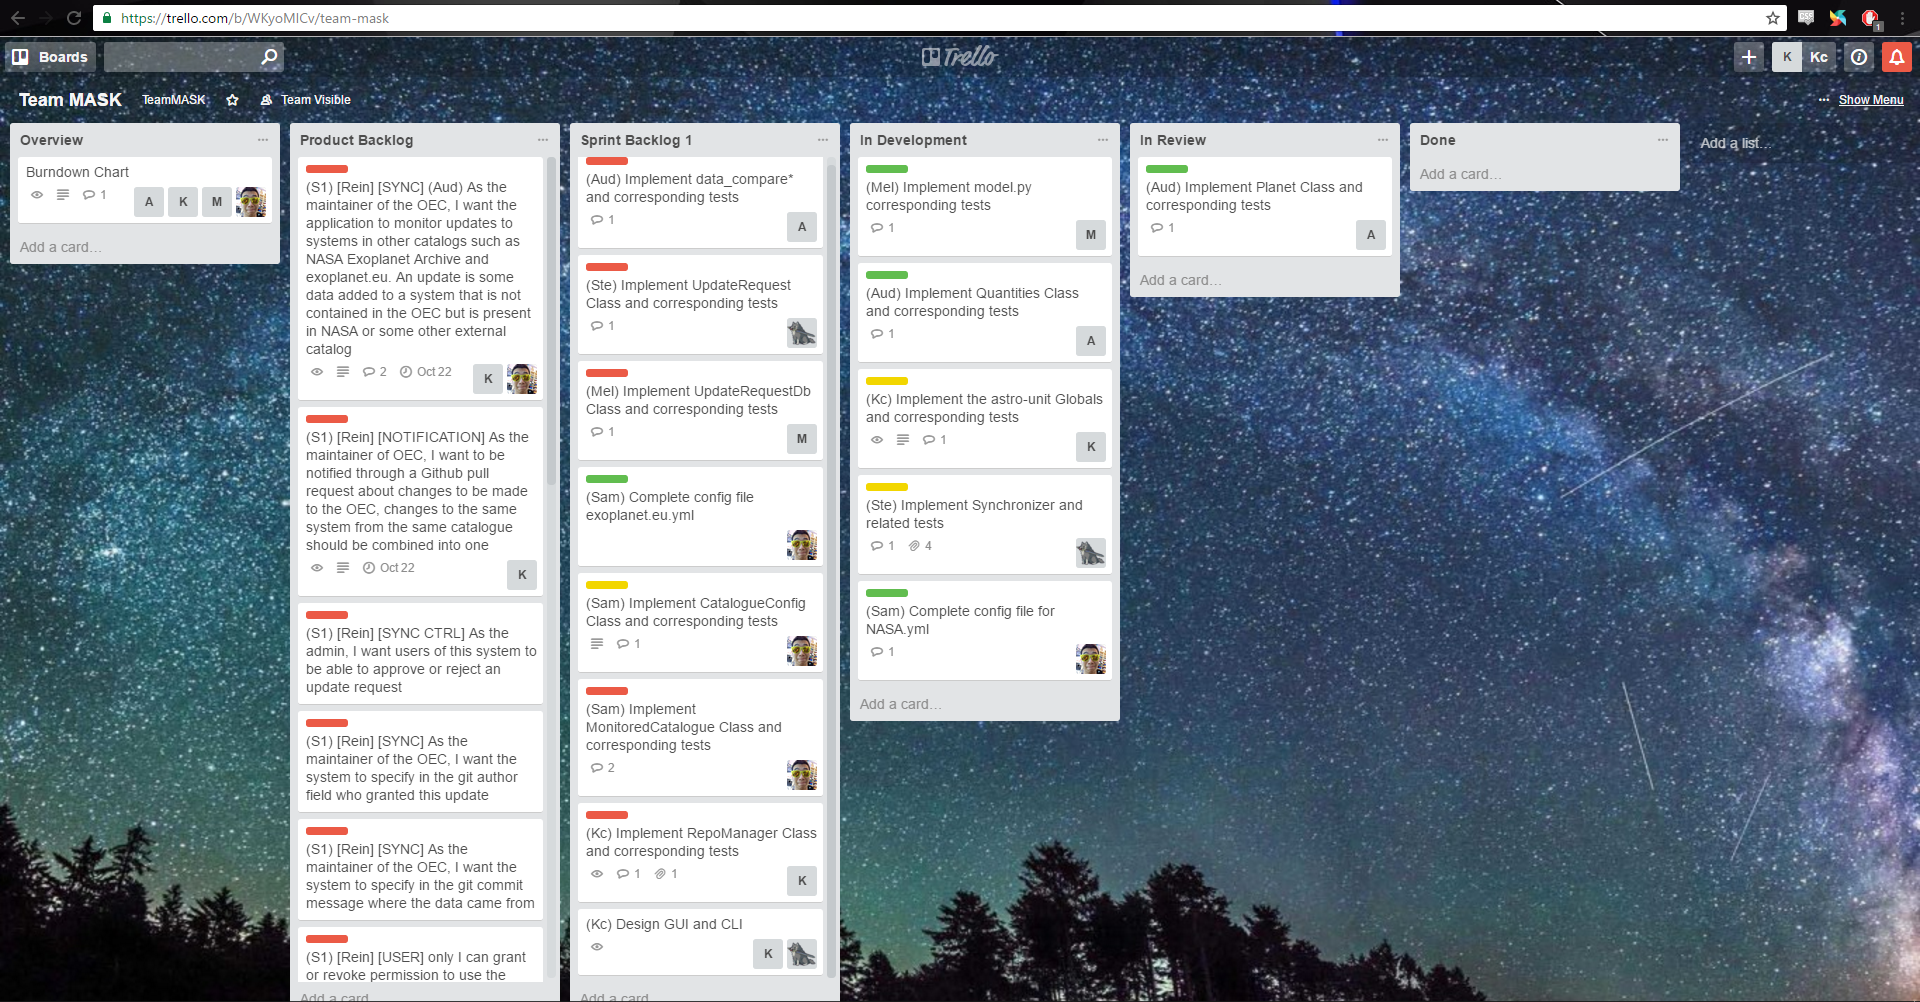 https://trello.com/b/WKyoMICv/team-mask
1
Boards
Trello
K Kc
Team MASK TeamMASK Team Visible
... Show Menu
Overview ...
Burndown Chart
1
A K M
Add a card…
Product Backlog ...
(S1) [Rein] [SYNC] (Aud) As the
maintainer of the OEC, I want the
application to monitor updates to
systems in other catalogs such as
NASA Exoplanet Archive and
exoplanet.eu. An update is some
data added to a system that is not
contained in the OEC but is present
in NASA or some other external
catalog
2 Oct 22
K
(S1) [Rein] [NOTIFICATION] As the
maintainer of OEC, I want to be
notified through a Github pull
request about changes to be made
to the OEC, changes to the same
system from the same catalogue
should be combined into one
Oct 22
K
(S1) [Rein] [SYNC CTRL] As the
admin, I want users of this system to
be able to approve or reject an
update request
(S1) [Rein] [SYNC] As the
maintainer of the OEC, I want the
system to specify in the git author
field who granted this update
(S1) [Rein] [SYNC] As the
maintainer of the OEC, I want the
system to specify in the git commit
message where the data came from
(S1) [Rein] [USER] only I can grant
or revoke permission to use the
Add a card
Sprint Backlog 1 ...
(Aud) Implement data_compare*
and corresponding tests
1
A
(Ste) Implement UpdateRequest
Class and corresponding tests
1
(Mel) Implement UpdateRequestDb
Class and corresponding tests
1
M
(Sam) Complete config file
exoplanet.eu.yml
(Sam) Implement CatalogueConfig
Class and corresponding tests
1
(Sam) Implement
MonitoredCatalogue Class and
corresponding tests
2
(Kc) Implement RepoManager Class
and corresponding tests
1 1
K
(Kc) Design GUI and CLI
K
Add a card
In Development ...
(Mel) Implement model.py
corresponding tests
1
M
(Aud) Implement Quantities Class
and corresponding tests
1
A
(Kc) Implement the astro-unit Globals
and corresponding tests
1
K
(Ste) Implement Synchronizer and
related tests
1 4
(Sam) Complete config file for
NASA.yml
1
Add a card…
In Review ...
(Aud) Implement Planet Class and
corresponding tests
1
A
Add a card…
Done ...
Add a card…
Add a list…